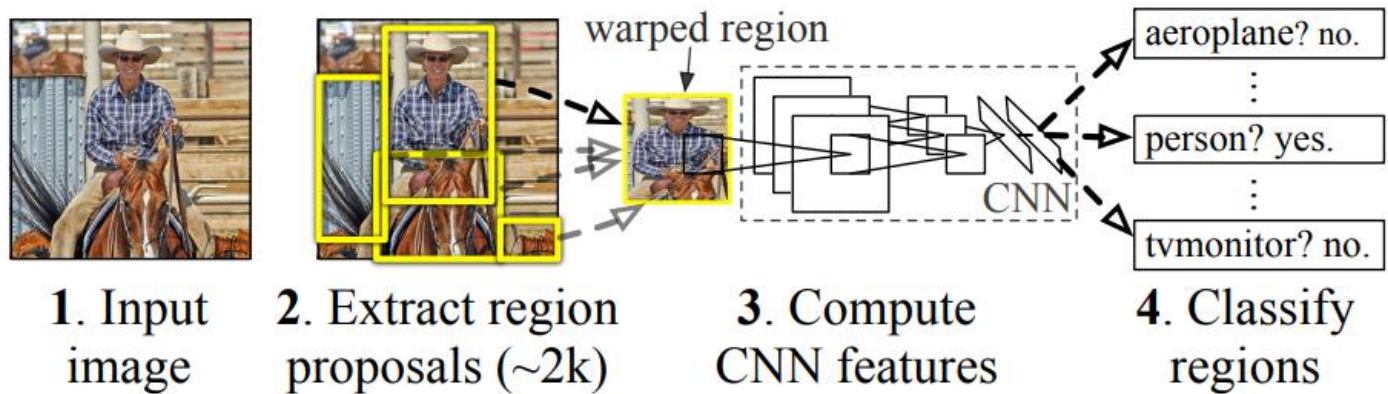 warped region
aeroplane? no.
⋮
person? yes.
⋮
tvmonitor? no.
CNN
1. Input
image
2. Extract region
proposals (~2k)
3. Compute
CNN features
4. Classify
regions